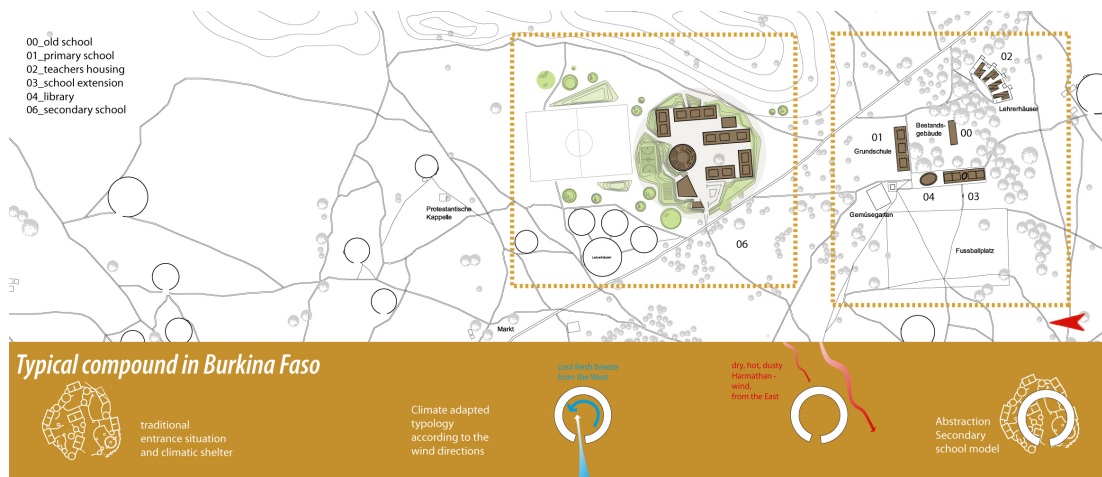 00_old school
01_primary school
02_teachers housing
03_school extension
04_library
06_secondary school
02
Lehrerhäuser
Bestands-
gebäude
00
01
Grundschule
04
03
Gemüsegarten
Fussballplatz
Protestantische
Kappelle
Lehrerhäuser
06
Markt
Typical compound in Burkina Faso
traditional
entrance situation
and climatic shelter
Climate adapted
typology
according to the
wind directions
cool fresh breeze
from the West
dry, hot, dusty
Harmathan -
wind,
from the East
Abstraction
Secondary
school model